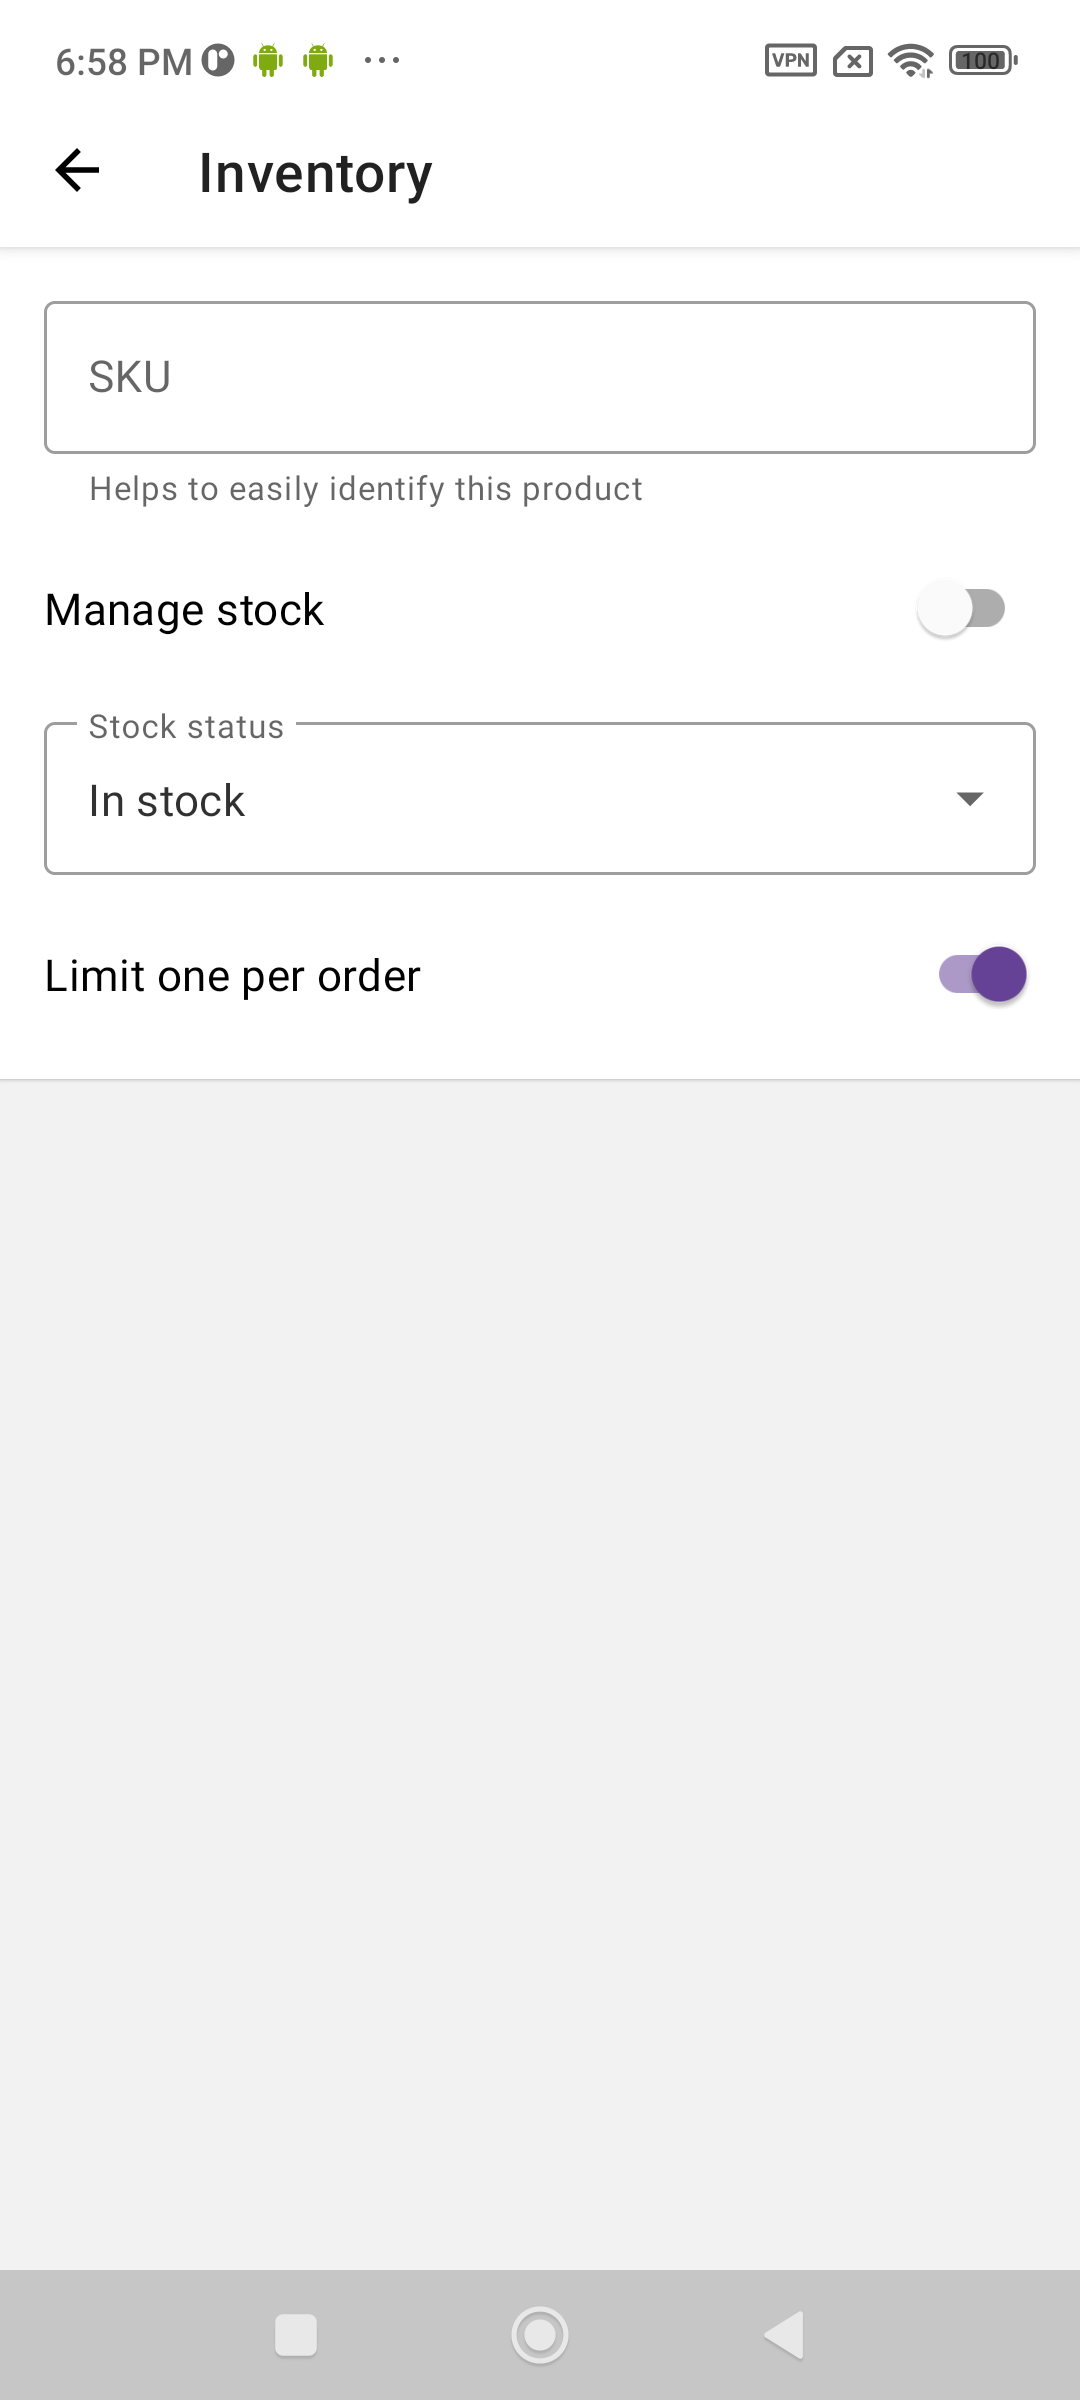 6:58 PM
VPN
100
Inventory
SKU
Helps to easily identify this product
Manage stock
Stock status
In stock
Limit one per order